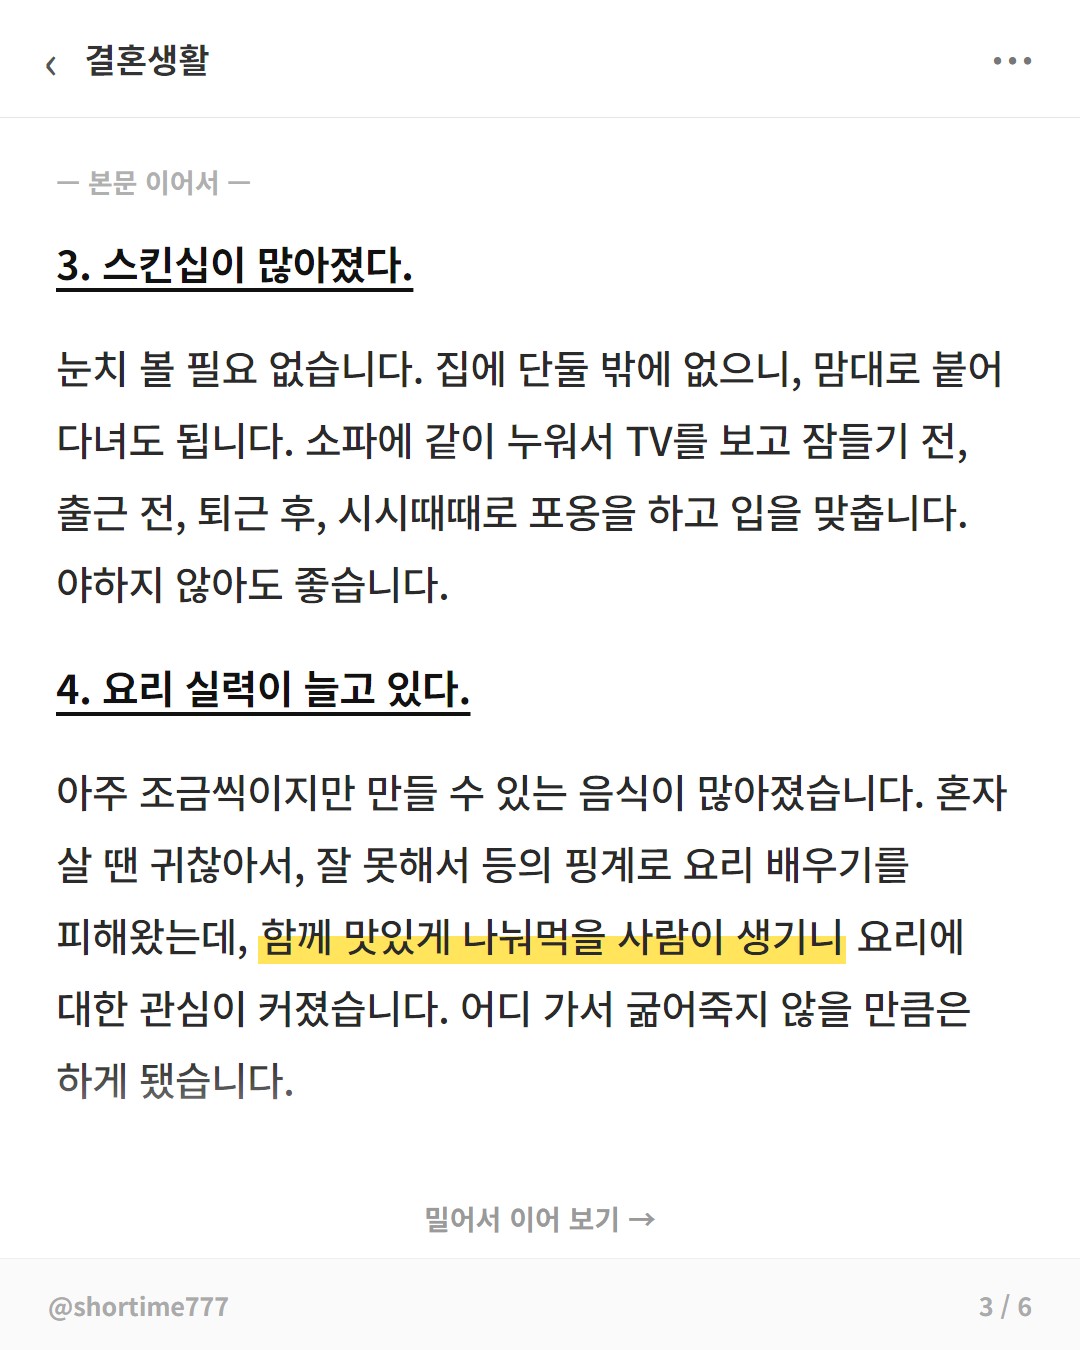 ‹ 결혼생활 •••
— 본문 이어서 —
3. 스킨십이 많아졌다.
눈치 볼 필요 없습니다. 집에 단둘 밖에 없으니, 맘대로 붙어
다녀도 됩니다. 소파에 같이 누워서 TV를 보고 잠들기 전,
출근 전, 퇴근 후, 시시때때로 포옹을 하고 입을 맞춥니다.
야하지 않아도 좋습니다.
4. 요리 실력이 늘고 있다.
아주 조금씩이지만 만들 수 있는 음식이 많아졌습니다. 혼자
살 땐 귀찮아서, 잘 못해서 등의 핑계로 요리 배우기를
피해왔는데, 함께 맛있게 나눠먹을 사람이 생기니 요리에
대한 관심이 커졌습니다. 어디 가서 굶어죽지 않을 만큼은
하게 됐습니다.
밀어서 이어 보기 →
@shortime777
3 / 6